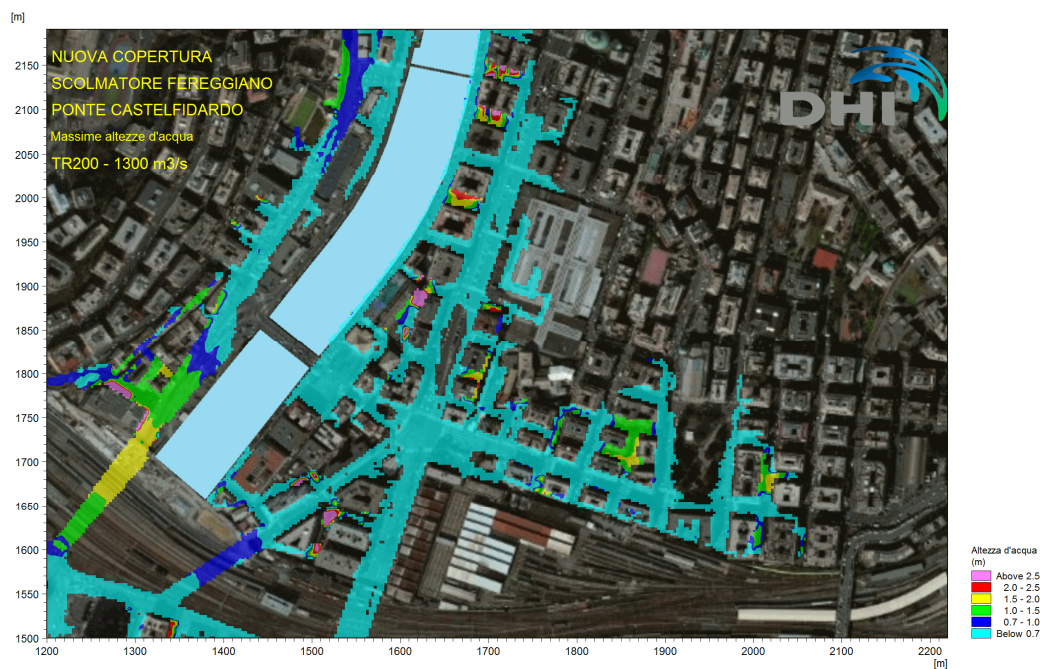 [m]
NUOVA COPERTURA
SCOLMATORE FEREGGIANO
PONTE CASTELFIDARDO
Massime altezze d'acqua
TR200 - 1300 m3/s
DHI
2150
2100
2050
2000
1950
1900
1850
1800
1750
1700
1650
1600
1550
1500
1200
1300
1400
1500
1600
1700
1800
1900
2000
2100
2200
[m]
Altezza d'acqua
(m)
Above 2.5
2.0 - 2.5
1.5 - 2.0
1.0 - 1.5
0.7 - 1.0
Below 0.7